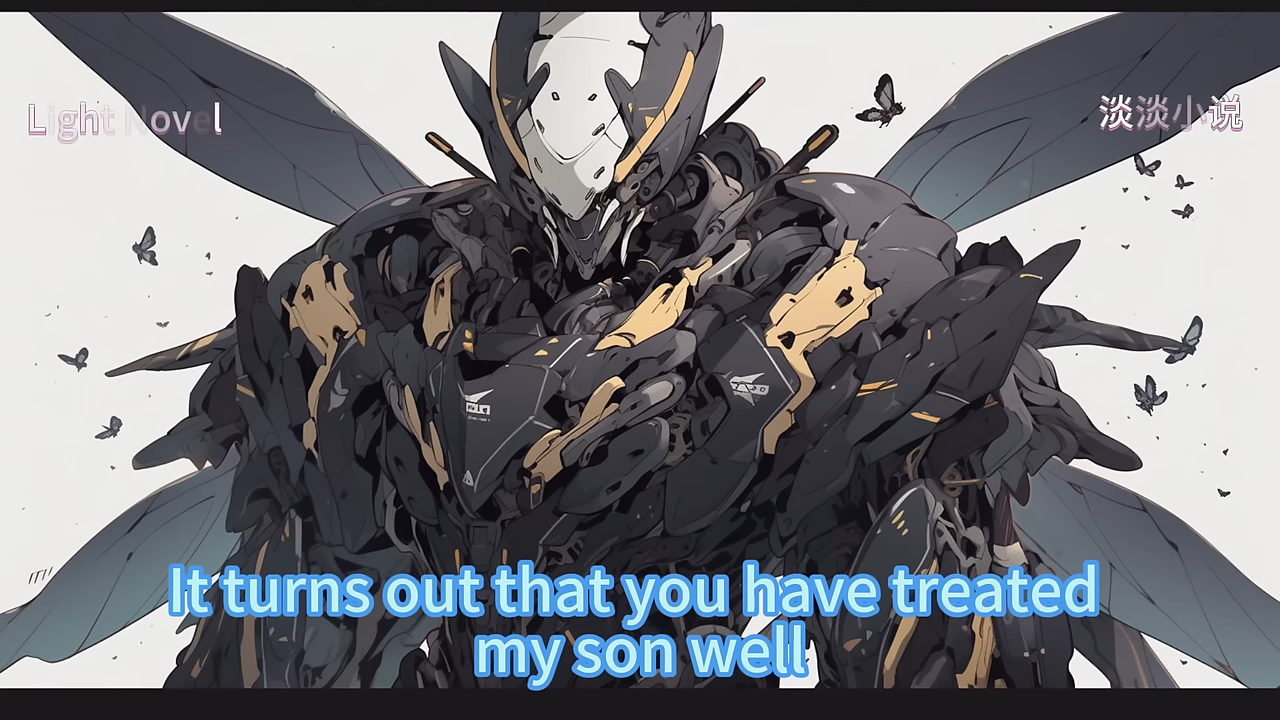 Light Novel
淡淡小说
It turns out that you have treated
my son well